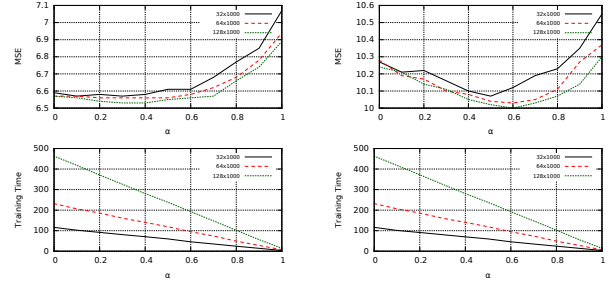 7.1
7
6.9
6.8
6.7
6.6
6.5
MSE
32x1000
64x1000
128x1000
0 0.2 0.4 0.6 0.8 1
α
10.6
10.5
10.4
10.3
10.2
10.1
10
MSE
32x1000
64x1000
128x1000
0 0.2 0.4 0.6 0.8 1
α
500
400
300
200
100
0
Training Time
32x1000
64x1000
128x1000
0 0.2 0.4 0.6 0.8 1
α
500
400
300
200
100
0
Training Time
32x1000
64x1000
128x1000
0 0.2 0.4 0.6 0.8 1
α